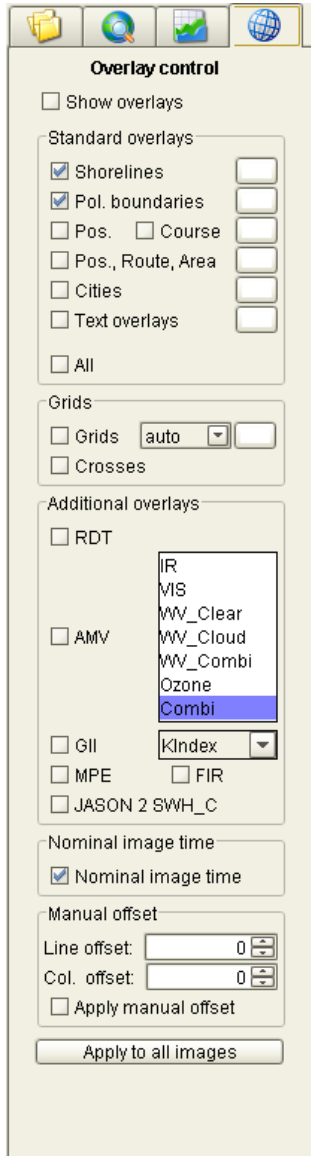 Overlay control
Show overlays
Standard overlays
Shorelines
Pol. boundaries
Pos. Course
Pos., Route, Area
Cities
Text overlays
All
Grids
Grids auto
Crosses
Additional overlays
RDT
AMV
IR
VIS
WV_Clear
WV_Cloud
WV_Combi
Ozone
Combi
GII KIndex
MPE FIR
JASON 2 SWH_C
Nominal image time
Nominal image time
Manual offset
Line offset: 0
Col. offset: 0
Apply manual offset
Apply to all images